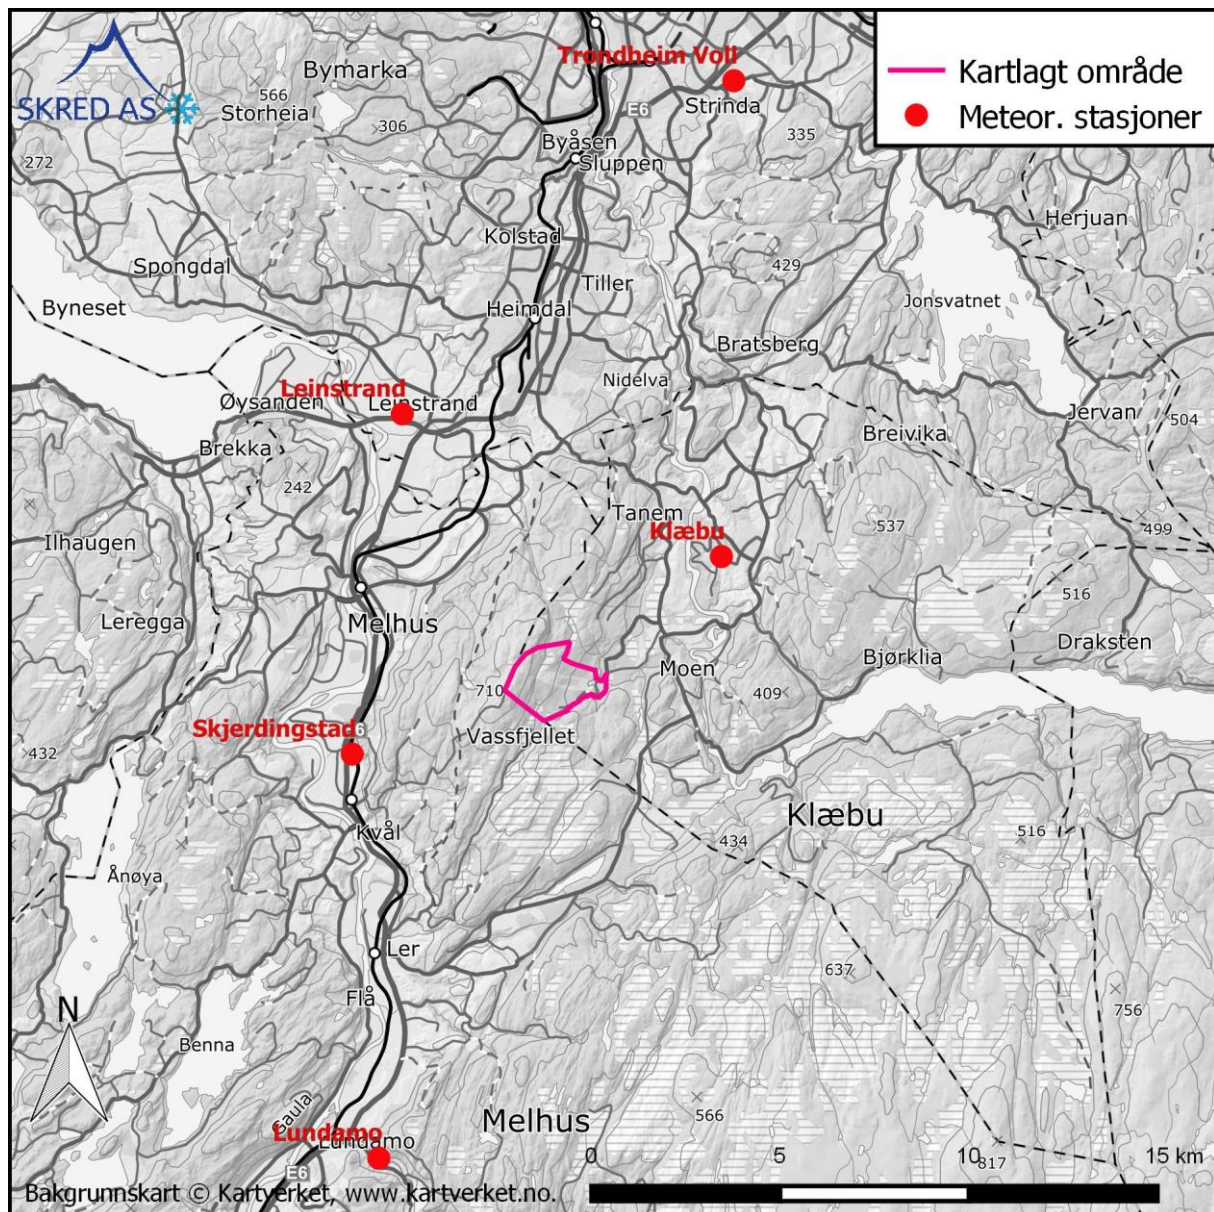 Trondheim Voll
Bymarka
Kartlagt område
566
SKRED AS
Storheia
E6
Strinda
Meteor. stasjoner
306
335
Byåsen
Sluppen
272
Herjuan
Kolstad
Spongdal
429
Tiller
Byneset
Heimdal
Jonsvatnet
Bratsberg
Nidelva
Leinstrand
Øysanden
Leinstrand
Jervan
504
Brekka
Breivika
242
Tanem
Klæbu
537
499
Ilhaugen
516
Leregga
Melhus
Draksten
Bjørklia
Moen
710
409
Skjerdingstad
6
Vassfjellet
432
Klæbu
Kvål
434
516
Ånøya
Ler
637
Flå
N
756
Benna
566
Gaula
Melhus
Lundamo
Lundamo
0
5
10
15 km
817
E6
Bakgrunnskart © Kartverket, www.kartverket.no.